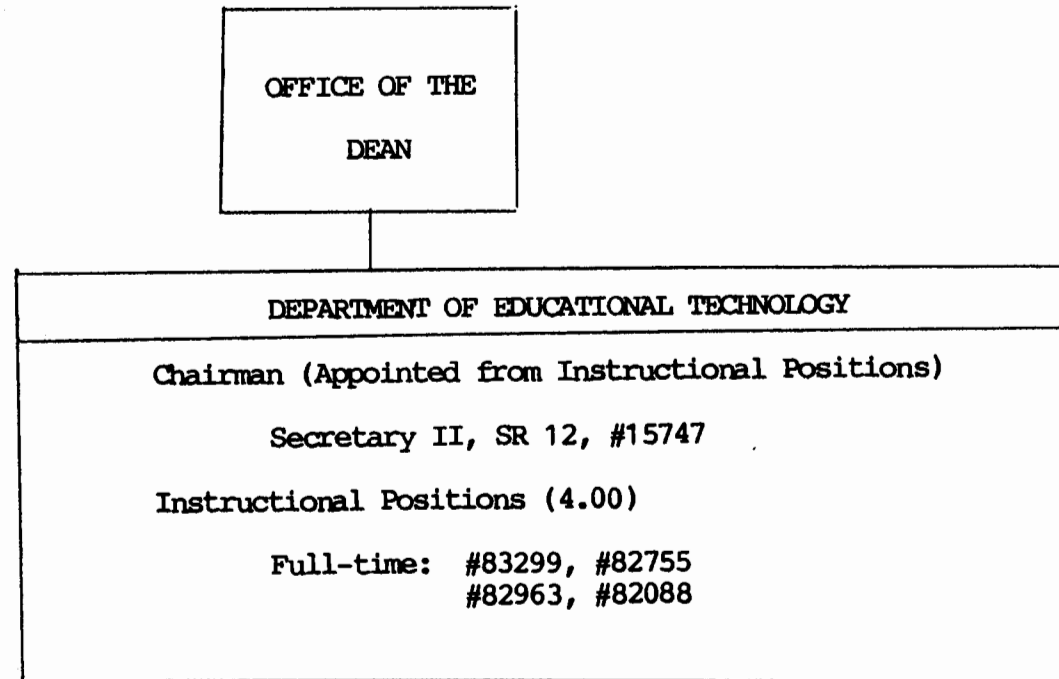 OFFICE OF THE
DEAN
DEPARTMENT OF EDUCATIONAL TECHNOLOGY
Chairman (Appointed from Instructional Positions)
Secretary II, SR 12, #15747
Instructional Positions (4.00)
Full-time: #83299, #82755
#82963, #82088